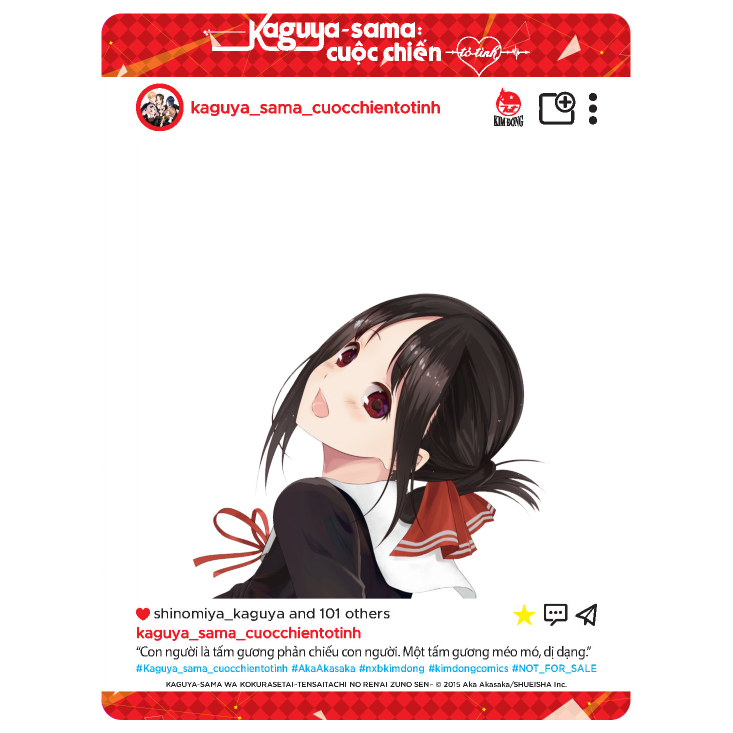 Kaguya-sama:
cuộc chiến tỏ tình
kaguya_sama_cuocchientotinh
KIM ĐỒNG
shinomiya_kaguya and 101 others
kaguya_sama_cuocchientotinh
“Con người là tấm gương phản chiếu con người. Một tấm gương méo mó, dị dạng.”
#Kaguya_sama_cuocchientotinh #AkaAkasaka #nxbkimdong #kimdongcomics #NOT_FOR_SALE
KAGUYA-SAMA WA KOKURASETAI-TENSAITACHI NO REN'AI ZUNO SEN- © 2015 Aka Akasaka/SHUEISHA Inc.